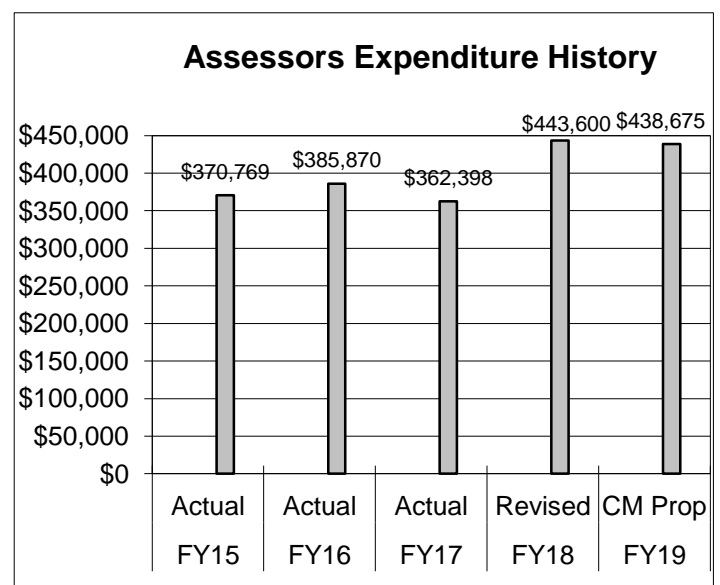 Assessors Expenditure History
$443,600 $438,675
$450,000
$400,000
$370,769 $385,870 $362,398
$350,000
$300,000
$250,000
$200,000
$150,000
$100,000
$50,000
$0
Actual Actual Actual Revised CM Prop
FY15 FY16 FY17 FY18 FY19